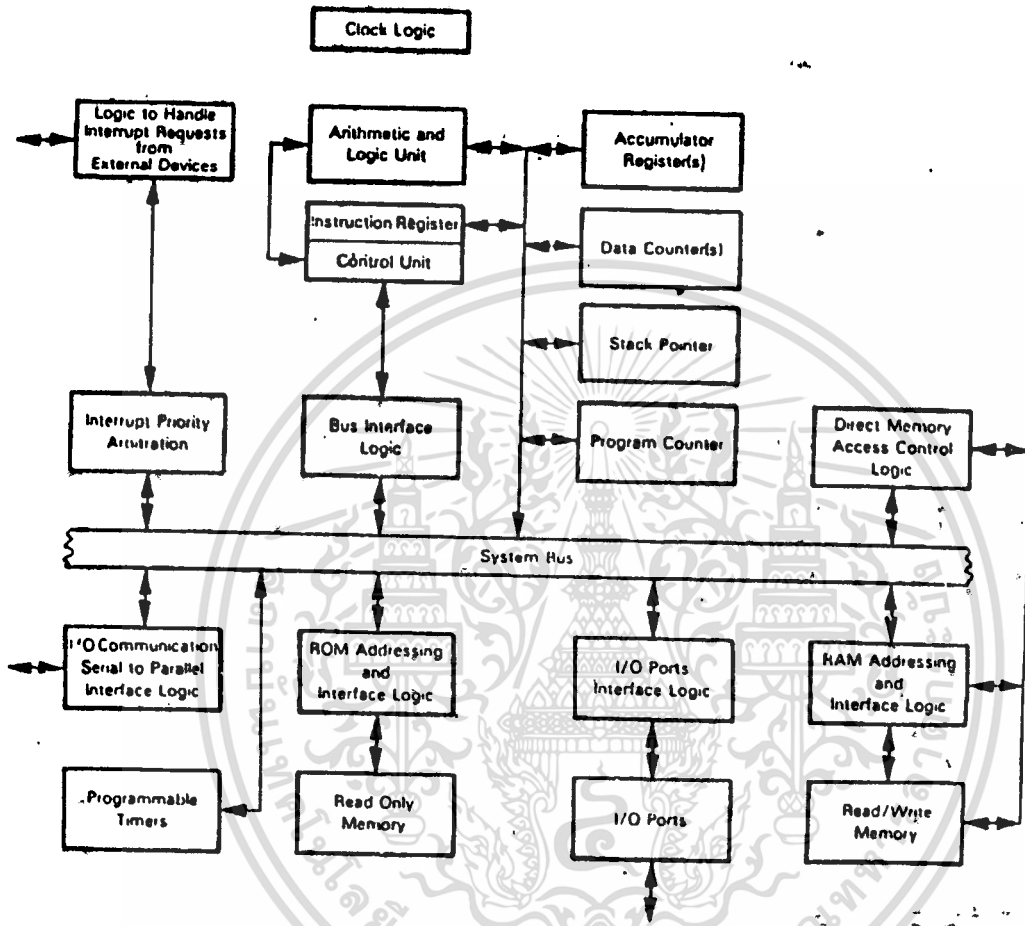 Clock Logic
Logic to Handle
Interrupt Requests
from
External Devices
Arithmetic and
Logic Unit
Accumulator
Register(s)
Instruction Register
Control Unit
Data Counter(s)
Stack Pointer
Interrupt Priority
Arbitration
Bus Interface
Logic
Program Counter
Direct Memory
Access Control
Logic
System Bus
I/O Communication
Serial to Parallel
Interface Logic
ROM Addressing
and
Interface Logic
I/O Ports
Interface Logic
RAM Addressing
and
Interface Logic
Programmable
Timers
Read Only
Memory
I/O Ports
Read/Write
Memory